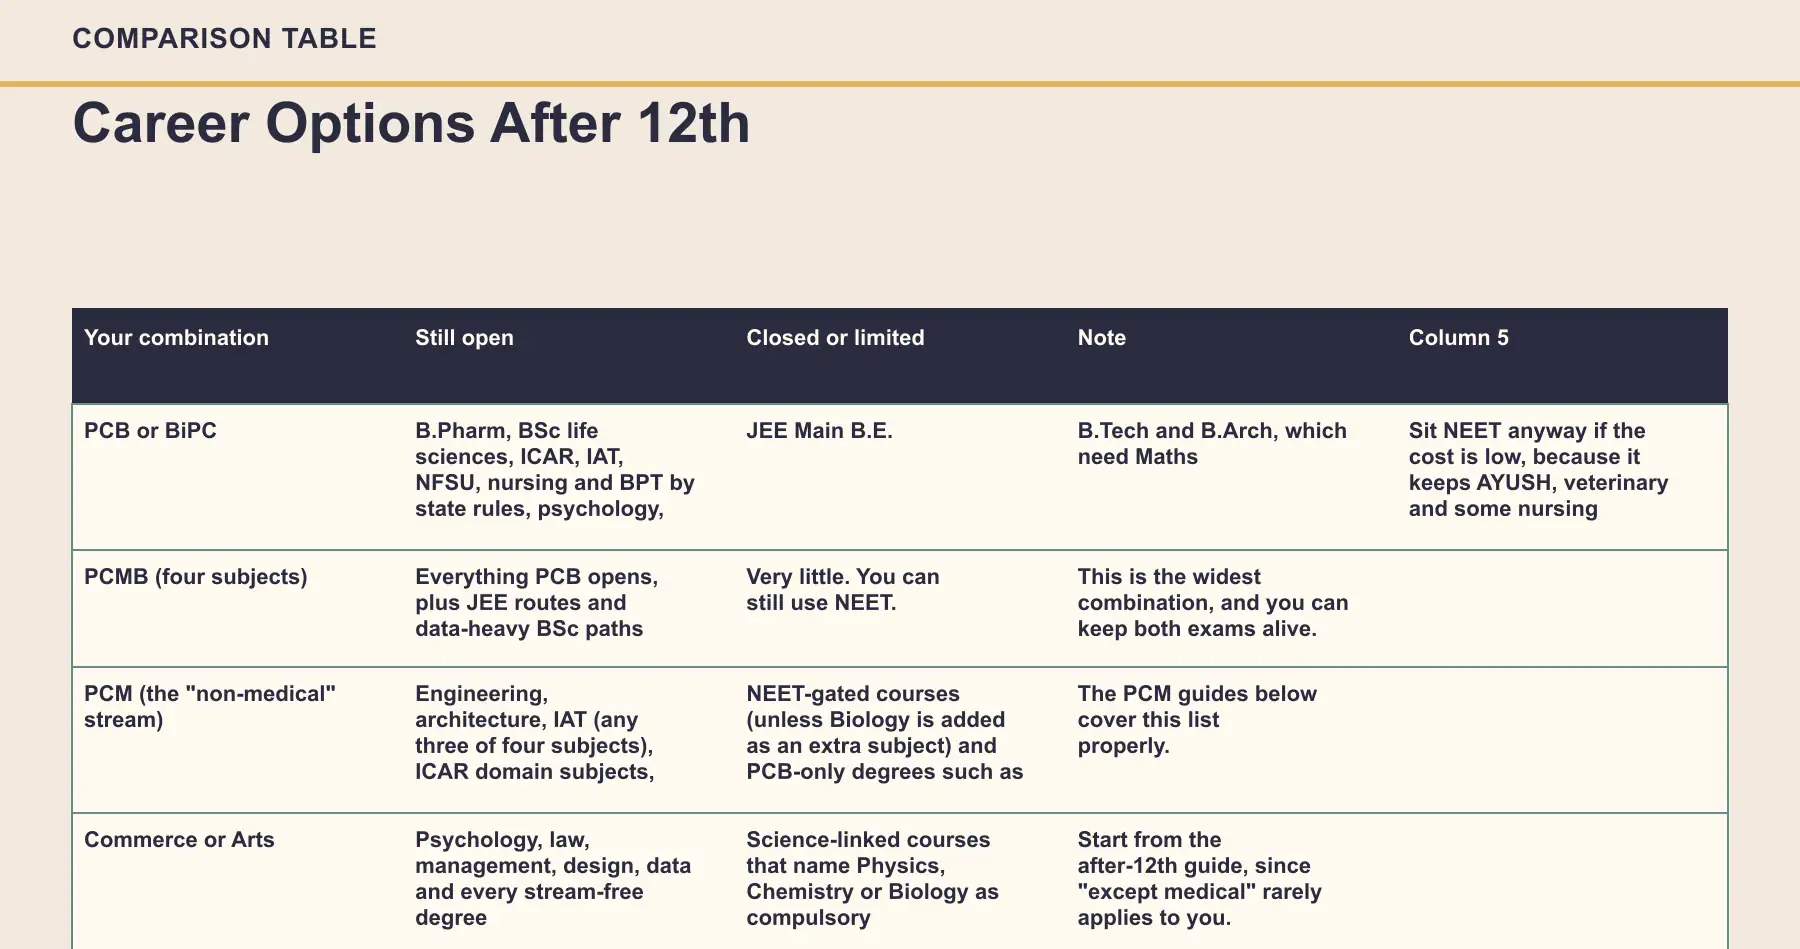 COMPARISON TABLE
Career Options After 12th
Your combination
Still open
Closed or limited
Note
Column 5
PCB or BiPC
B.Pharm, BSc life
sciences, ICAR, IAT,
NFSU, nursing and BPT by
state rules, psychology,
JEE Main B.E.
B.Tech and B.Arch, which
need Maths
Sit NEET anyway if the
cost is low, because it
keeps AYUSH, veterinary
and some nursing
PCMB (four subjects)
Everything PCB opens,
plus JEE routes and
data-heavy BSc paths
Very little. You can
still use NEET.
This is the widest
combination, and you can
keep both exams alive.
PCM (the "non-medical"
stream)
Engineering,
architecture, IAT (any
three of four subjects),
ICAR domain subjects,
NEET-gated courses
(unless Biology is added
as an extra subject) and
PCB-only degrees such as
The PCM guides below
cover this list
properly.
Commerce or Arts
Psychology, law,
management, design, data
and every stream-free
degree
Science-linked courses
that name Physics,
Chemistry or Biology as
compulsory
Start from the
after-12th guide, since
"except medical" rarely
applies to you.